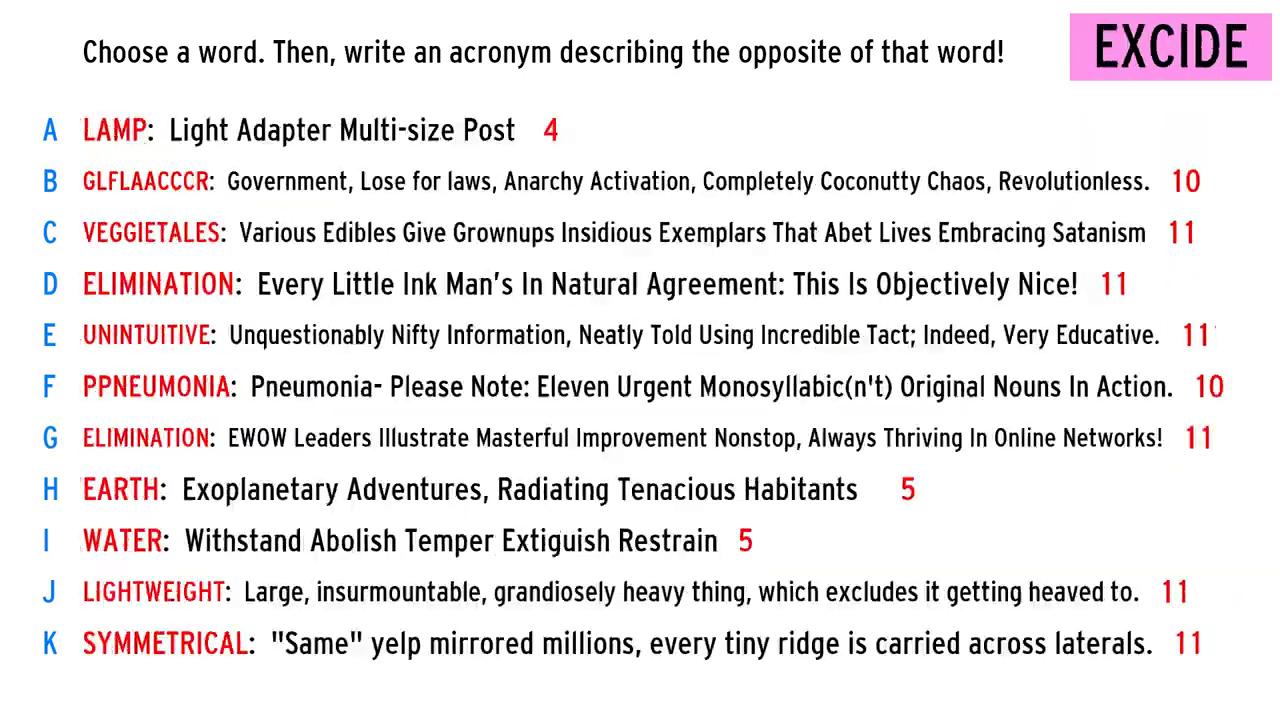 Choose a word. Then, write an acronym describing the opposite of that word!
EXCIDE
A LAMP: Light Adapter Multi-size Post 4
B GLFLAACCCR: Government, Lose for laws, Anarchy Activation, Completely Coconutty Chaos, Revolutionless. 10
C VEGGIETALES: Various Edibles Give Grownups Insidious Exemplars That Abet Lives Embracing Satanism 11
D ELIMINATION: Every Little Ink Man's In Natural Agreement: This Is Objectively Nice! 11
E UNINTUITIVE: Unquestionably Nifty Information, Neatly Told Using Incredible Tact; Indeed, Very Educative. 11
F PPNEUMONIA: Pneumonia- Please Note: Eleven Urgent Monosyllabic(n't) Original Nouns In Action. 10
G ELIMINATION: EWOW Leaders Illustrate Masterful Improvement Nonstop, Always Thriving In Online Networks! 11
H EARTH: Exoplanetary Adventures, Radiating Tenacious Habitants 5
I WATER: Withstand Abolish Temper Extiguish Restrain 5
J LIGHTWEIGHT: Large, insurmountable, grandiosely heavy thing, which excludes it getting heaved to. 11
K SYMMETRICAL: "Same" yelp mirrored millions, every tiny ridge is carried across laterals. 11